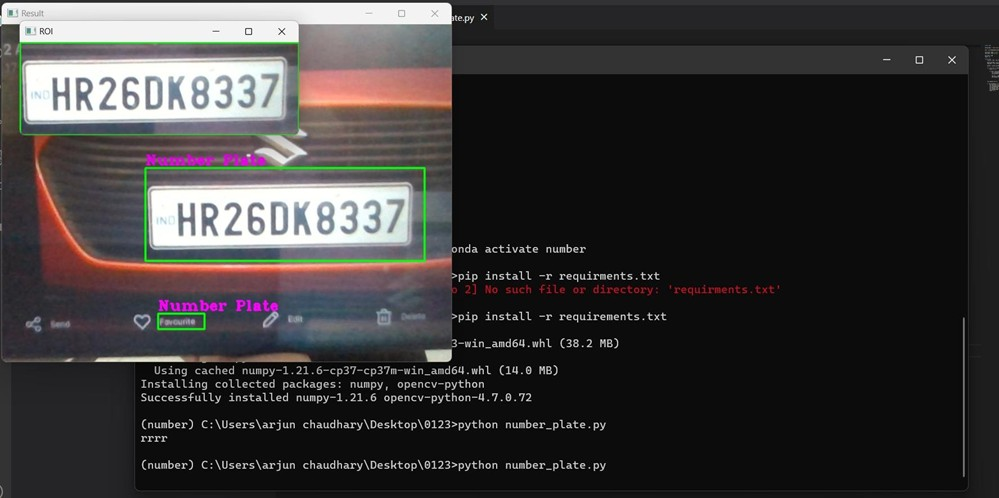 Result
ROI
IND HR26DK8337
Number Plate
IND HR26DK8337
Number Plate
Send
Favourite
Edit
Delete
ate.py
onda activate number
>pip install -r requirments.txt
o 2] No such file or directory: 'requirments.txt'
>pip install -r requirements.txt
3-win_amd64.whl (38.2 MB)
Using cached numpy-1.21.6-cp37-cp37m-win_amd64.whl (14.0 MB)
Installing collected packages: numpy, opencv-python
Successfully installed numpy-1.21.6 opencv-python-4.7.0.72
(number) C:\Users\arjun chaudhary\Desktop\0123>python number_plate.py
rrrr
(number) C:\Users\arjun chaudhary\Desktop\0123>python number_plate.py